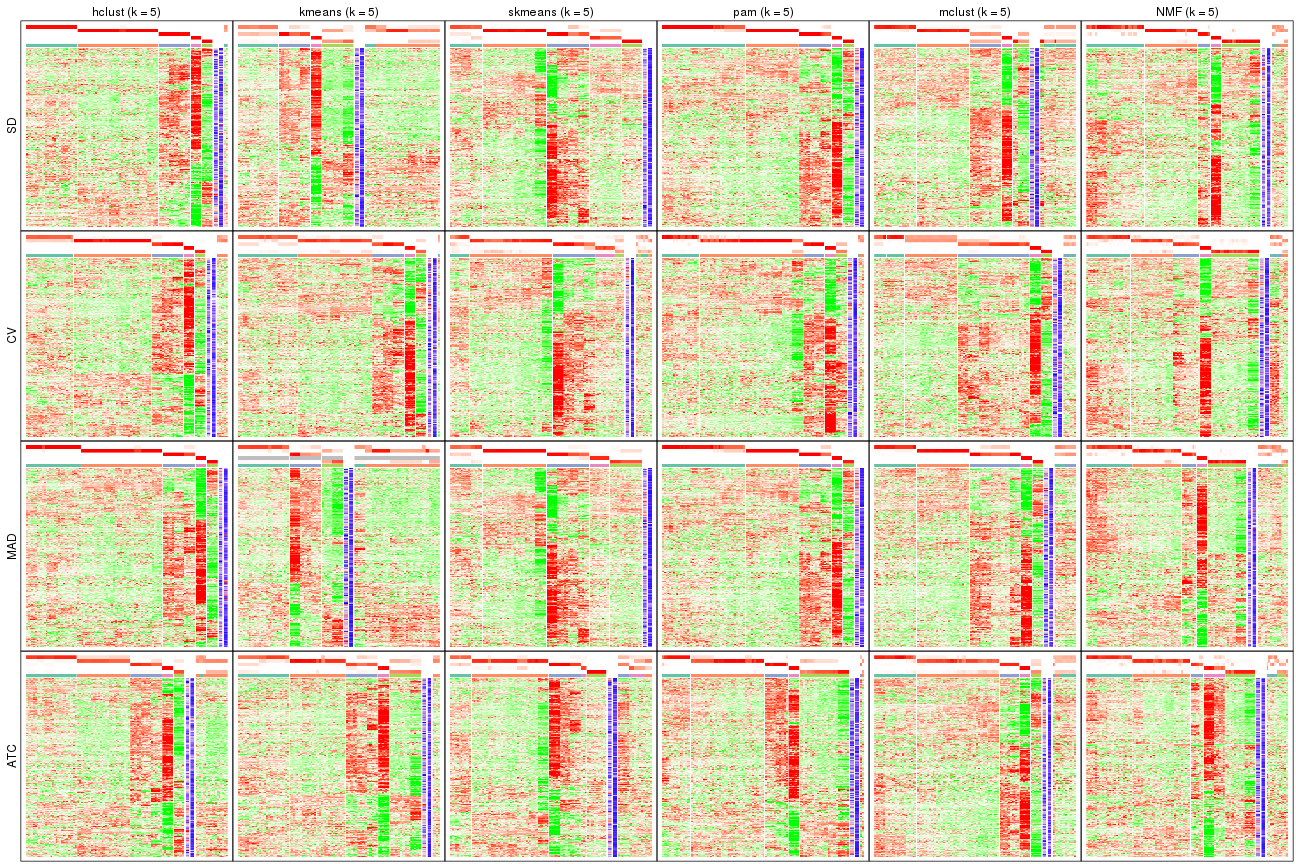 hclust (k = 5) kmeans (k = 5) skmeans (k = 5) pam (k = 5) mclust (k = 5) NMF (k = 5)
SD
CV
MAD
ATC